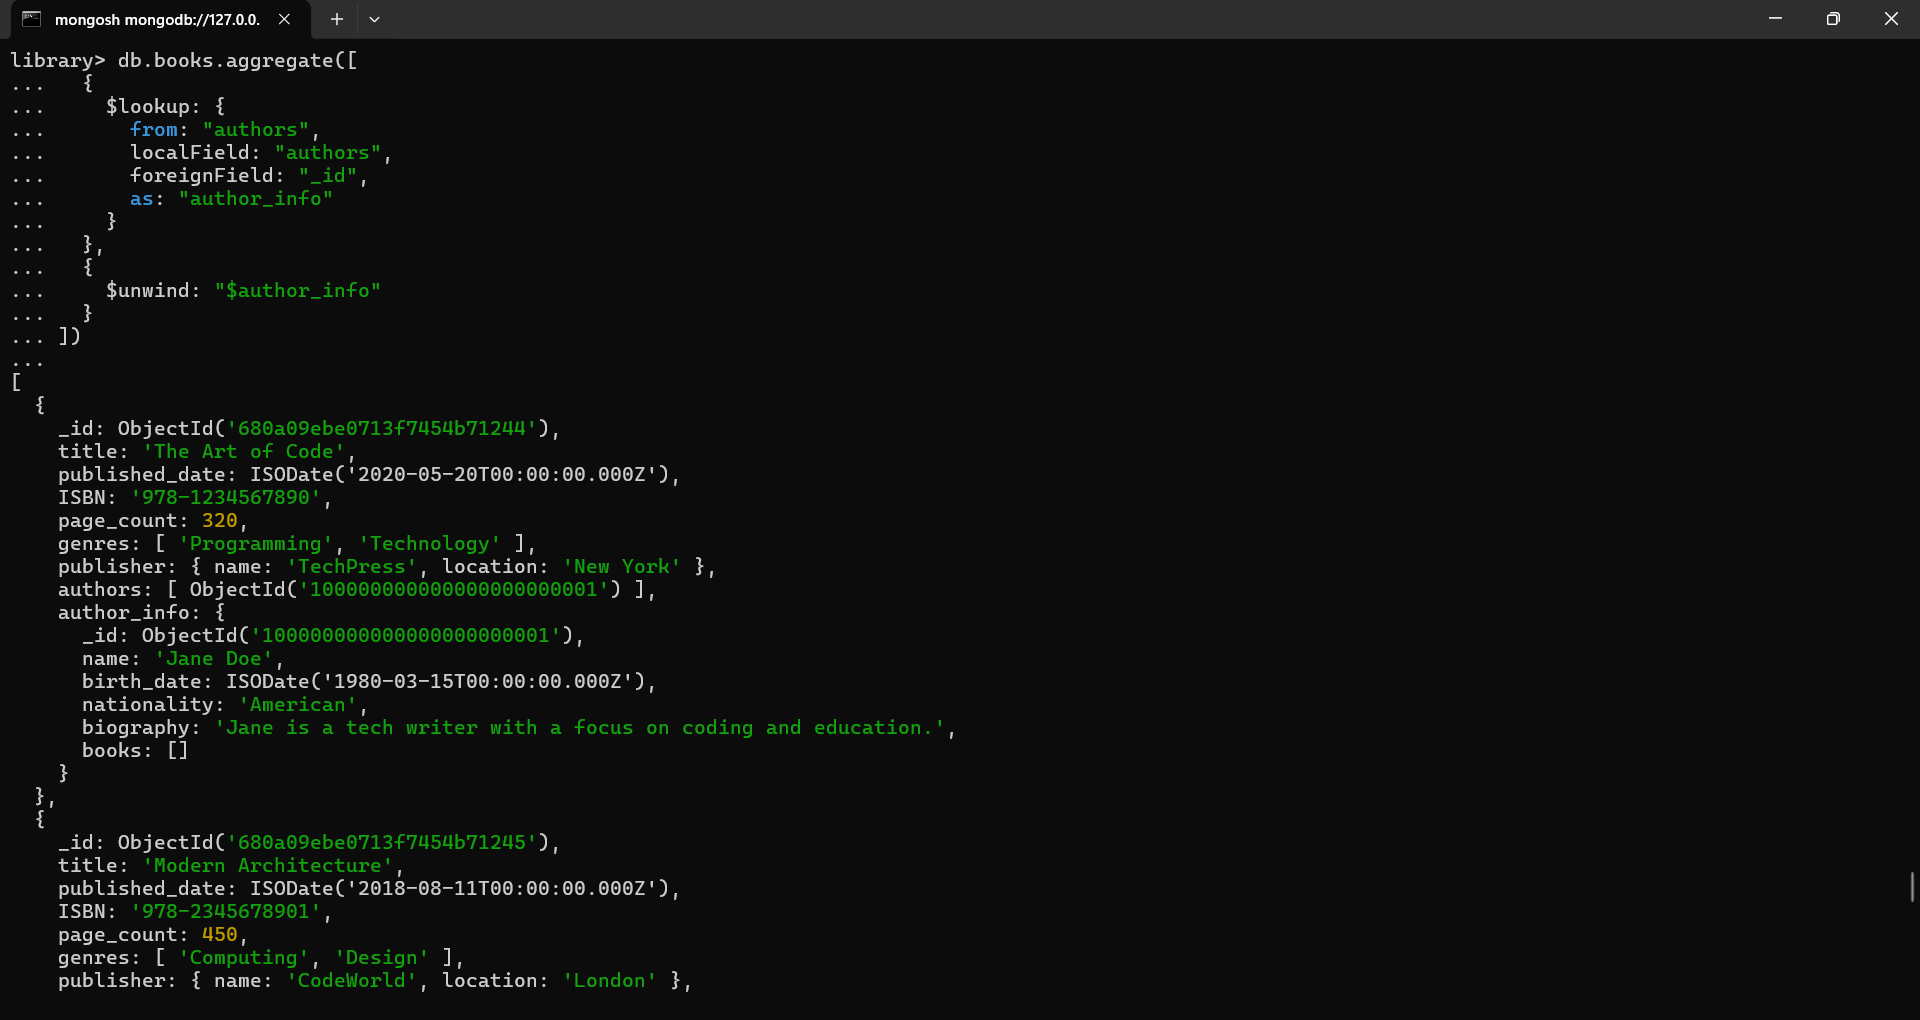 mongosh mongodb://127.0.0.
library> db.books.aggregate([
...   {
...     $lookup: {
...       from: "authors",
...       localField: "authors",
...       foreignField: "_id",
...       as: "author_info"
...     }
...   },
...   {
...     $unwind: "$author_info"
...   }
... ])
...
[
  {
    _id: ObjectId('680a09ebe0713f7454b71244'),
    title: 'The Art of Code',
    published_date: ISODate('2020-05-20T00:00:00.000Z'),
    ISBN: '978-1234567890',
    page_count: 320,
    genres: [ 'Programming', 'Technology' ],
    publisher: { name: 'TechPress', location: 'New York' },
    authors: [ ObjectId('100000000000000000000001') ],
    author_info: {
      _id: ObjectId('100000000000000000000001'),
      name: 'Jane Doe',
      birth_date: ISODate('1980-03-15T00:00:00.000Z'),
      nationality: 'American',
      biography: 'Jane is a tech writer with a focus on coding and education.',
      books: []
    }
  },
  {
    _id: ObjectId('680a09ebe0713f7454b71245'),
    title: 'Modern Architecture',
    published_date: ISODate('2018-08-11T00:00:00.000Z'),
    ISBN: '978-2345678901',
    page_count: 450,
    genres: [ 'Computing', 'Design' ],
    publisher: { name: 'CodeWorld', location: 'London' },